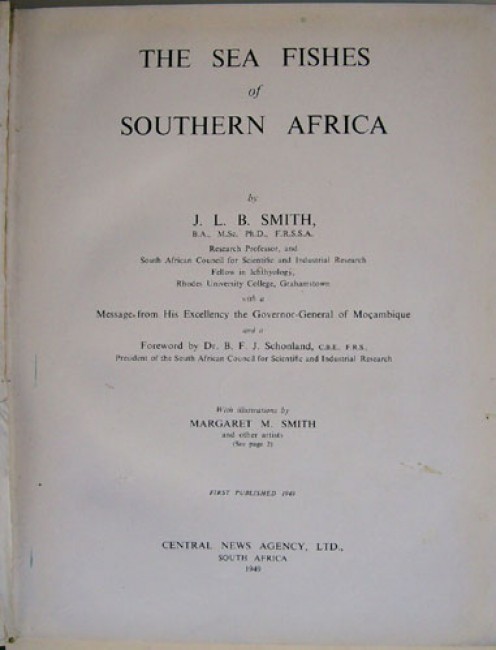 THE SEA FISHES
of
SOUTHERN AFRICA
by
J. L. B. SMITH,
B.A., M.Sc. Ph.D., F.R.S.S.A.
Research Professor, and
South African Council for Scientific and Industrial Research
Fellow in Ichthyology,
Rhodes University College, Grahamstown
with a
Message from His Excellency the Governor-General of Moçambique
and a
Foreword by Dr. B. F. J. Schonland, C.B.E. F.R.S.
President of the South African Council for Scientific and Industrial Research
With illustrations by
MARGARET M. SMITH
and other artists
(See page 2)
FIRST PUBLISHED 1949
CENTRAL NEWS AGENCY, LTD.,
SOUTH AFRICA
1949